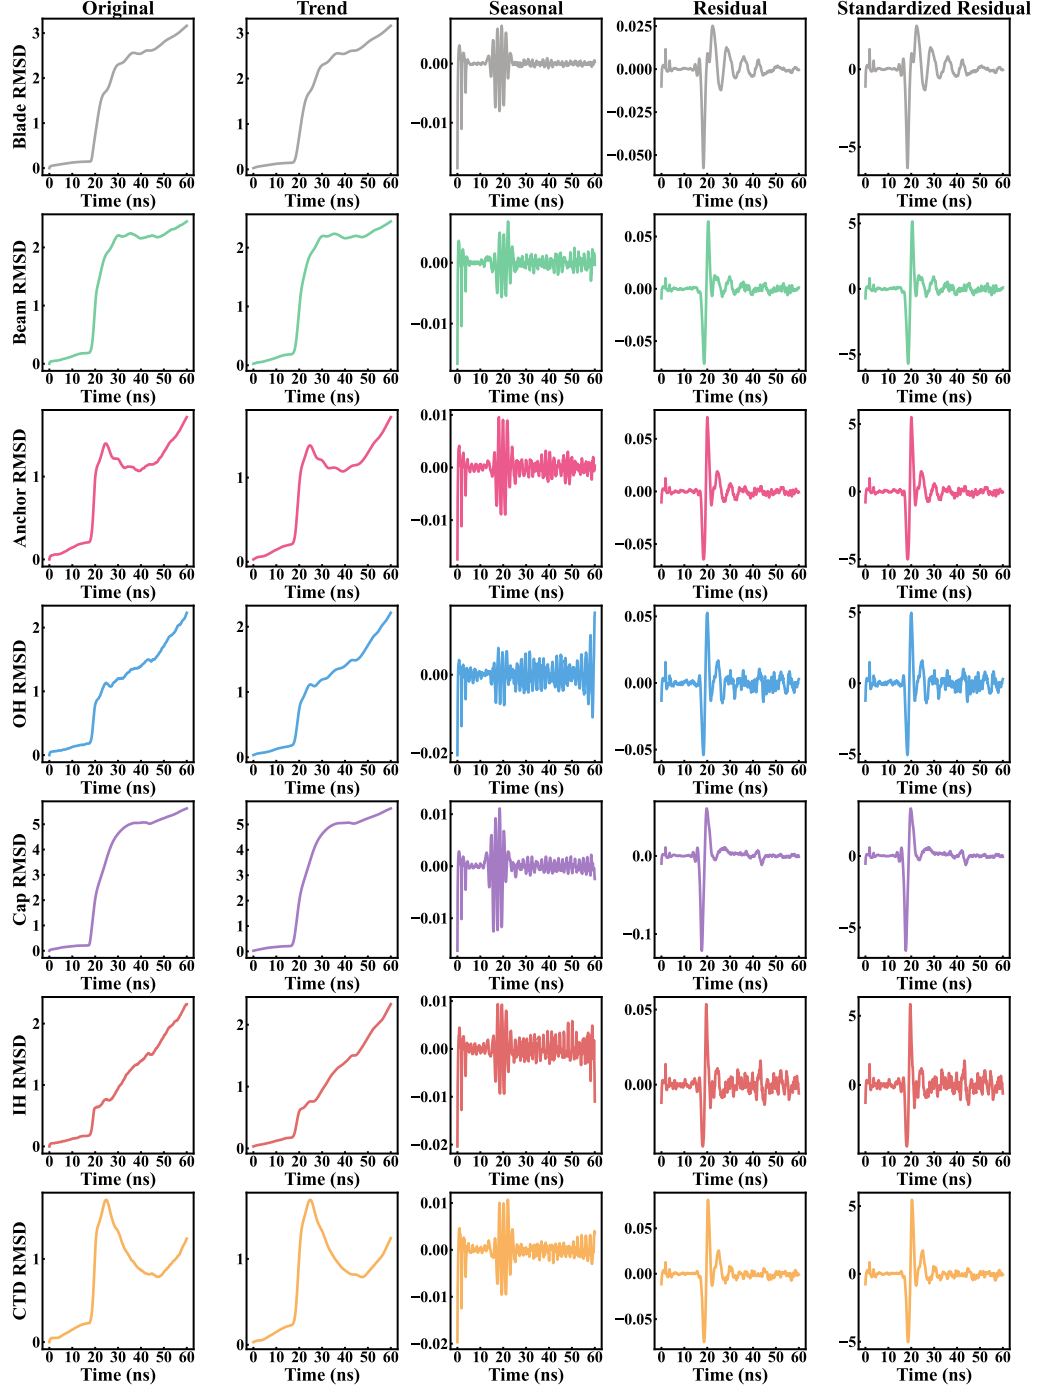 Original Trend Seasonal Residual Standardized Residual
Blade RMSD
3
2
1
0
0 10 20 30 40 50 60
Time (ns)
3
2
1
0
0 10 20 30 40 50 60
Time (ns)
0.00
−0.01
0 10 20 30 40 50 60
Time (ns)
0.025
0.000
−0.025
−0.050
0 10 20 30 40 50 60
Time (ns)
0
−5
0 10 20 30 40 50 60
Time (ns)
Beam RMSD
2
1
0
0 10 20 30 40 50 60
Time (ns)
2
1
0
0 10 20 30 40 50 60
Time (ns)
0.00
−0.01
0 10 20 30 40 50 60
Time (ns)
0.05
0.00
−0.05
0 10 20 30 40 50 60
Time (ns)
5
0
−5
0 10 20 30 40 50 60
Time (ns)
Anchor RMSD
1
0
0 10 20 30 40 50 60
Time (ns)
1
0
0 10 20 30 40 50 60
Time (ns)
0.01
0.00
−0.01
0 10 20 30 40 50 60
Time (ns)
0.05
0.00
−0.05
0 10 20 30 40 50 60
Time (ns)
5
0
−5
0 10 20 30 40 50 60
Time (ns)
OH RMSD
2
1
0
0 10 20 30 40 50 60
Time (ns)
2
1
0
0 10 20 30 40 50 60
Time (ns)
0.00
−0.02
0 10 20 30 40 50 60
Time (ns)
0.05
0.00
−0.05
0 10 20 30 40 50 60
Time (ns)
5
0
−5
0 10 20 30 40 50 60
Time (ns)
Cap RMSD
5
4
3
2
1
0
0 10 20 30 40 50 60
Time (ns)
5
4
3
2
1
0
0 10 20 30 40 50 60
Time (ns)
0.01
0.00
−0.01
0 10 20 30 40 50 60
Time (ns)
0.0
−0.1
0 10 20 30 40 50 60
Time (ns)
0
−5
0 10 20 30 40 50 60
Time (ns)
IH RMSD
2
1
0
0 10 20 30 40 50 60
Time (ns)
2
1
0
0 10 20 30 40 50 60
Time (ns)
0.01
0.00
−0.01
−0.02
0 10 20 30 40 50 60
Time (ns)
0.05
0.00
0 10 20 30 40 50 60
Time (ns)
5
0
0 10 20 30 40 50 60
Time (ns)
CTD RMSD
1
0
0 10 20 30 40 50 60
Time (ns)
1
0
0 10 20 30 40 50 60
Time (ns)
0.01
0.00
−0.01
−0.02
0 10 20 30 40 50 60
Time (ns)
0.05
0.00
−0.05
0 10 20 30 40 50 60
Time (ns)
5
0
−5
0 10 20 30 40 50 60
Time (ns)